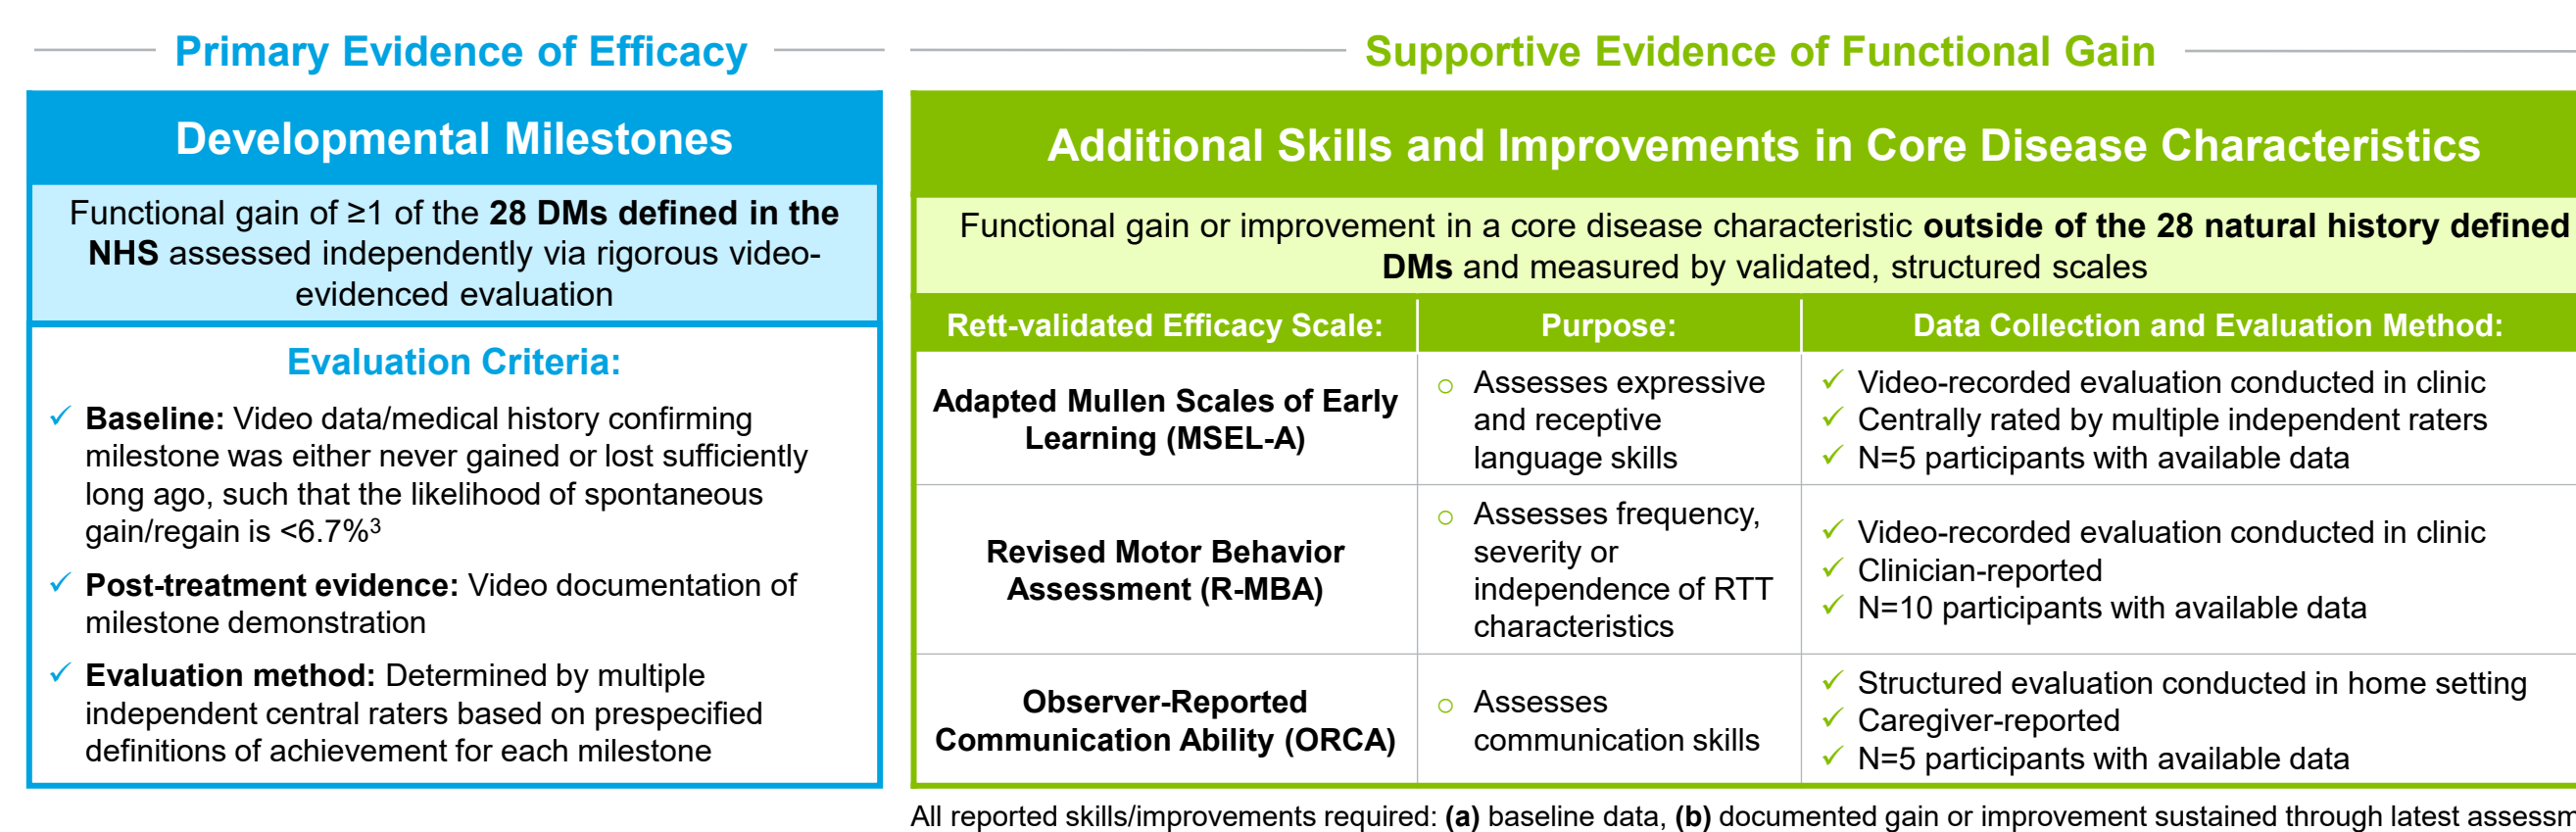 Primary Evidence of Efficacy
Developmental Milestones
Functional gain of ≥1 of the 28 DMs defined in the
NHS assessed independently via rigorous video-
evidenced evaluation
Evaluation Criteria:
✓ Baseline: Video data/medical history confirming
milestone was either never gained or lost sufficiently
long ago, such that the likelihood of spontaneous
gain/regain is <6.7%³
✓ Post-treatment evidence: Video documentation of
milestone demonstration
✓ Evaluation method: Determined by multiple
independent central raters based on prespecified
definitions of achievement for each milestone
Supportive Evidence of Functional Gain
Additional Skills and Improvements in Core Disease Characteristics
Functional gain or improvement in a core disease characteristic outside of the 28 natural history defined
DMs and measured by validated, structured scales
Rett-validated Efficacy Scale:
Purpose:
Data Collection and Evaluation Method:
Adapted Mullen Scales of Early
Learning (MSEL-A)
○ Assesses expressive
and receptive
language skills
✓ Video-recorded evaluation conducted in clinic
✓ Centrally rated by multiple independent raters
✓ N=5 participants with available data
Revised Motor Behavior
Assessment (R-MBA)
○ Assesses frequency,
severity or
independence of RTT
characteristics
✓ Video-recorded evaluation conducted in clinic
✓ Clinician-reported
✓ N=10 participants with available data
Observer-Reported
Communication Ability (ORCA)
○ Assesses
communication skills
✓ Structured evaluation conducted in home setting
✓ Caregiver-reported
✓ N=5 participants with available data
All reported skills/improvements required: (a) baseline data, (b) documented gain or improvement sustained through latest